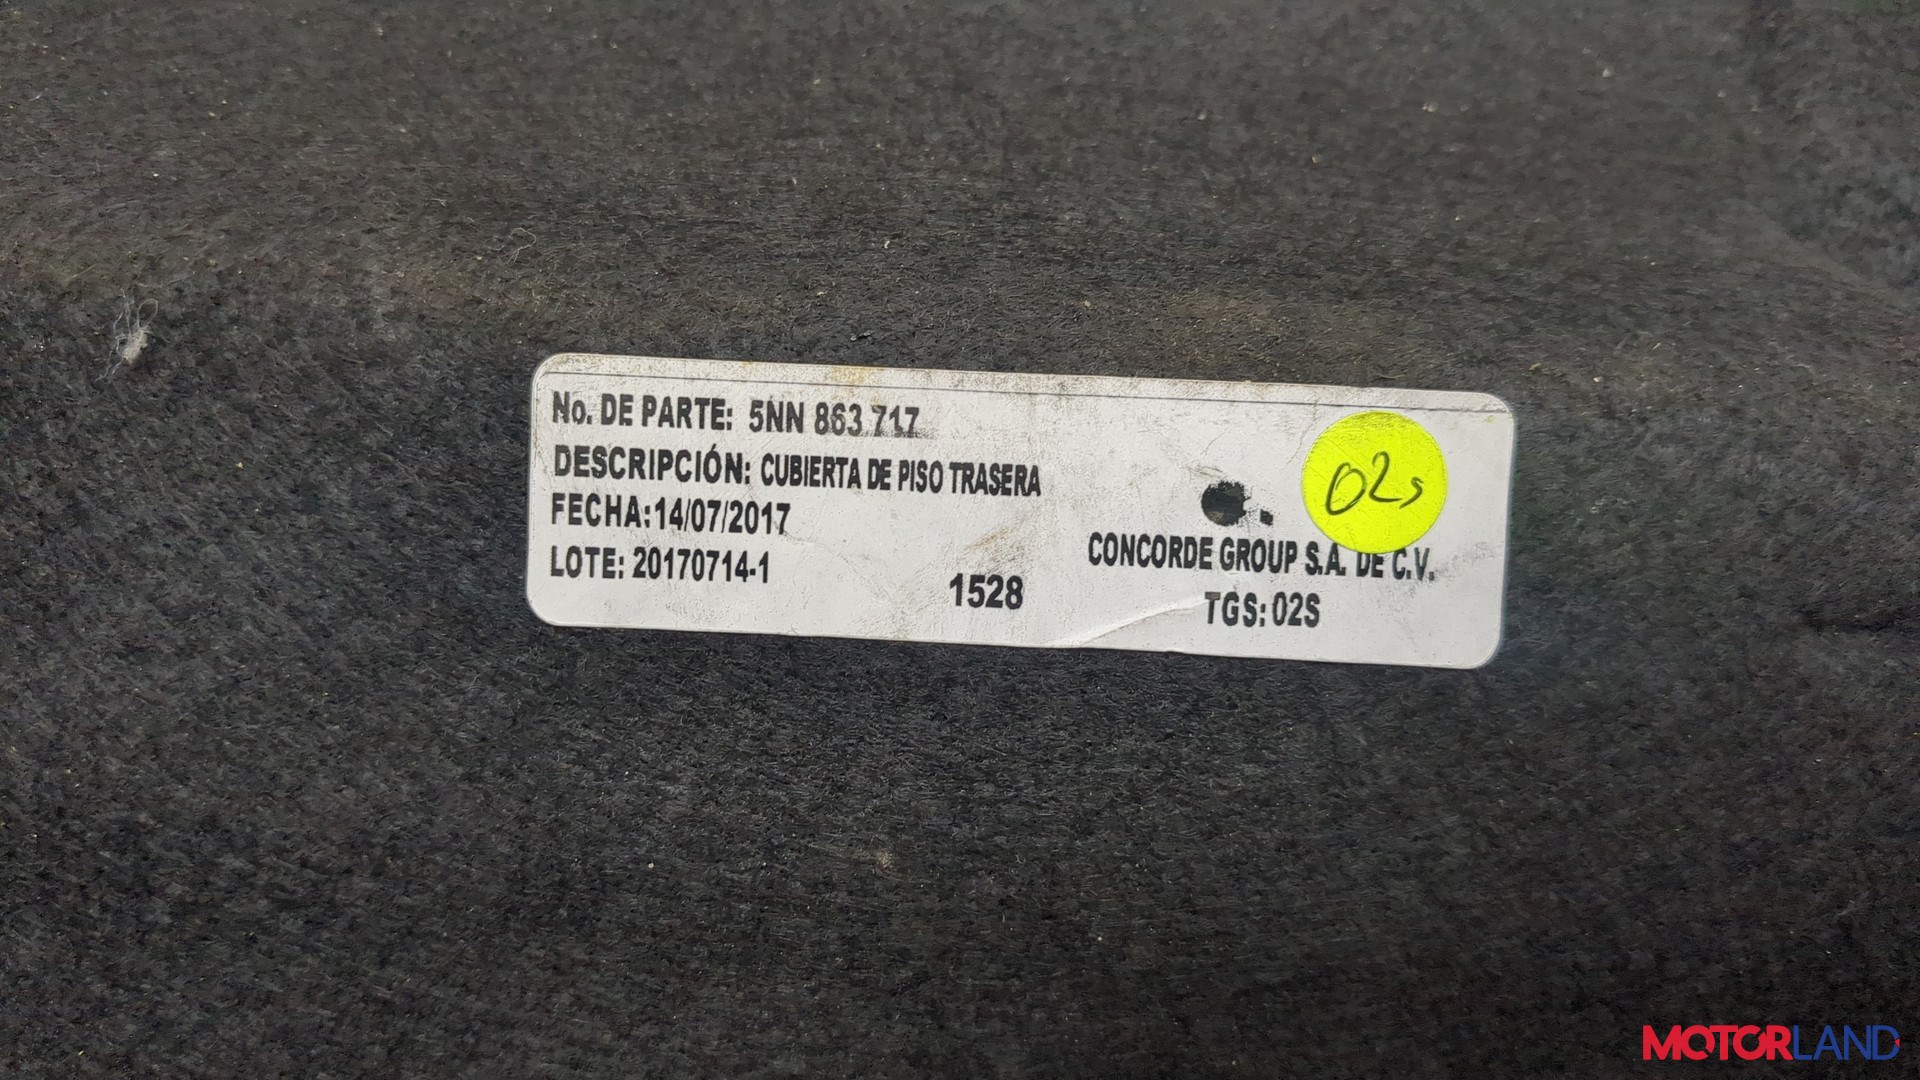 No. DE PARTE: 5NN 863 717
DESCRIPCIÓN: CUBIERTA DE PISO TRASERA
FECHA:14/07/2017
LOTE: 20170714-1
1528
02s
CONCORDE GROUP S.A. DE C.V.
TGS: 02S
MOTORLAND